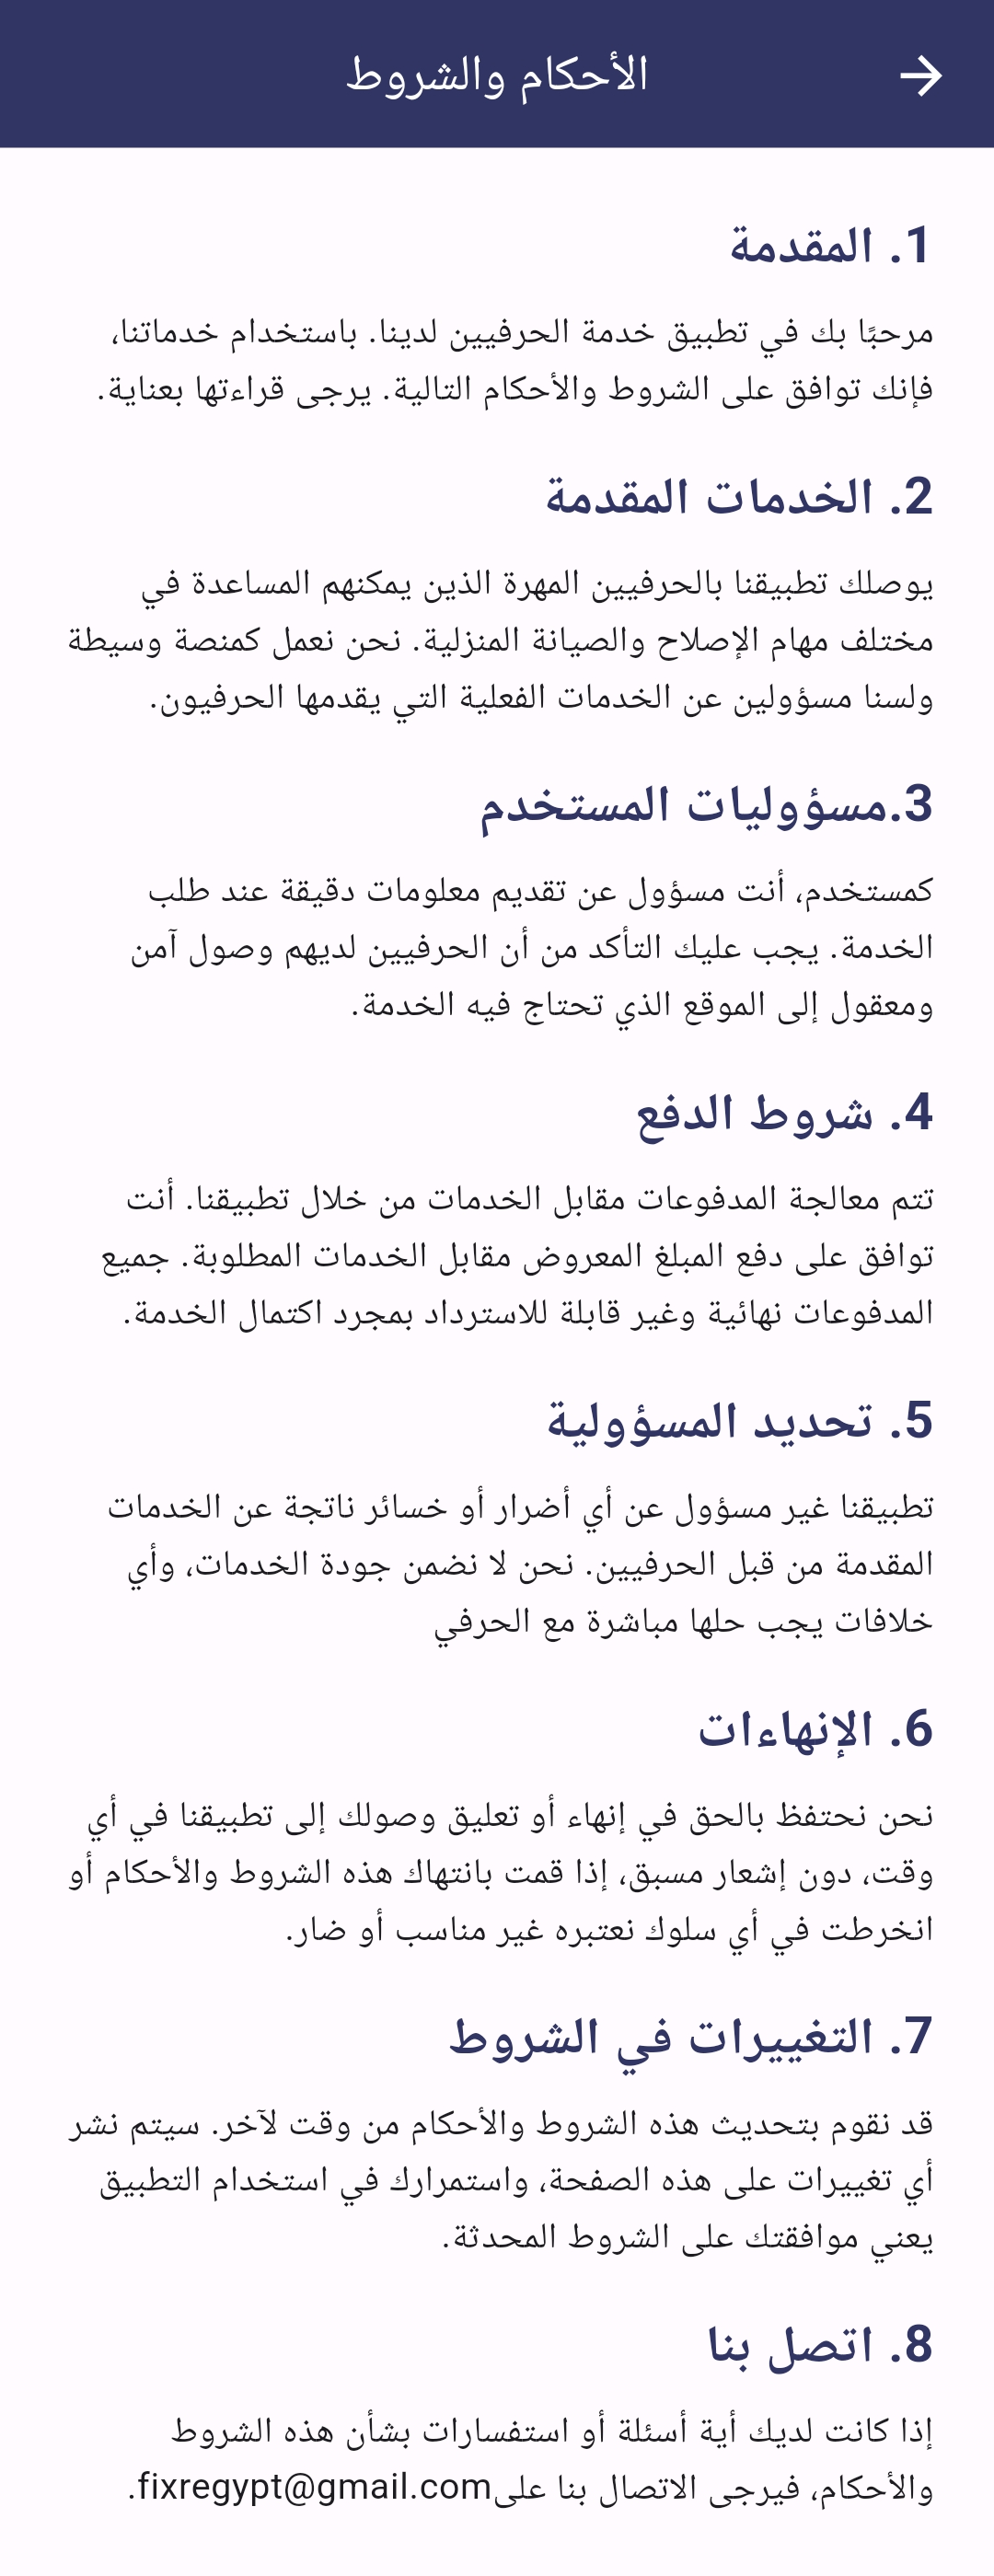 الأحكام والشروط
1. المقدمة
مرحبًا بك في تطبيق خدمة الحرفيين لدينا. باستخدام خدماتنا،
فإنك توافق على الشروط والأحكام التالية. يرجى قراءتها بعناية.
2. الخدمات المقدمة
يوصلك تطبيقنا بالحرفيين المهرة الذين يمكنهم المساعدة في
مختلف مهام الإصلاح والصيانة المنزلية. نحن نعمل كمنصة وسيطة
ولسنا مسؤولين عن الخدمات الفعلية التي يقدمها الحرفيون.
3.مسؤوليات المستخدم
كمستخدم، أنت مسؤول عن تقديم معلومات دقيقة عند طلب
الخدمة. يجب عليك التأكد من أن الحرفيين لديهم وصول آمن
ومعقول إلى الموقع الذي تحتاج فيه الخدمة.
4. شروط الدفع
تتم معالجة المدفوعات مقابل الخدمات من خلال تطبيقنا. أنت
توافق على دفع المبلغ المعروض مقابل الخدمات المطلوبة. جميع
المدفوعات نهائية وغير قابلة للاسترداد بمجرد اكتمال الخدمة.
5. تحديد المسؤولية
تطبيقنا غير مسؤول عن أي أضرار أو خسائر ناتجة عن الخدمات
المقدمة من قبل الحرفيين. نحن لا نضمن جودة الخدمات، وأي
خلافات يجب حلها مباشرة مع الحرفي
6. الإنهاءات
نحن نحتفظ بالحق في إنهاء أو تعليق وصولك إلى تطبيقنا في أي
وقت، دون إشعار مسبق، إذا قمت بانتهاك هذه الشروط والأحكام أو
انخرطت في أي سلوك نعتبره غير مناسب أو ضار.
7. التغييرات في الشروط
قد نقوم بتحديث هذه الشروط والأحكام من وقت لآخر. سيتم نشر
أي تغييرات على هذه الصفحة، واستمرارك في استخدام التطبيق
يعني موافقتك على الشروط المحدثة.
8. اتصل بنا
إذا كانت لديك أية أسئلة أو استفسارات بشأن هذه الشروط
والأحكام، فيرجى الاتصال بنا علىfixregypt@gmail.com.